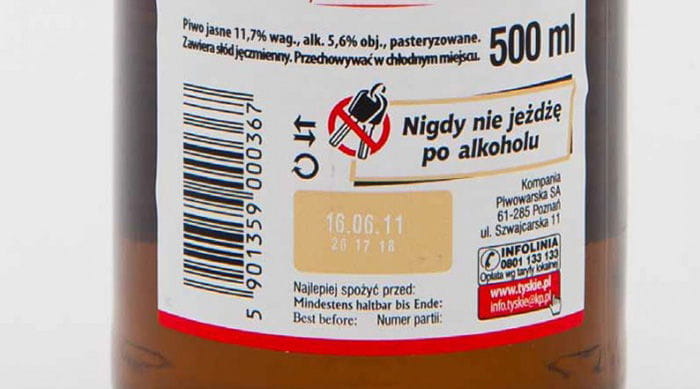 Piwo jasne 11,7% wag., alk. 5,6% obj., pasteryzowane.
Zawiera słód jęczmienny. Przechowywać w chłodnym miejscu.
500 ml
Nigdy nie jeżdżę
po alkoholu
5 901359 000367
16.06.11
26 17 18
Kompania
Piwowarska SA
61-285 Poznań
ul. Szwajcarska 11
INFOLINIA
0801 133 133
Opłata wg taryfy lokalnej
www.tyskie.pl
info.tyskie@kp.pl
Najlepiej spożyć przed:
Mindestens haltbar bis Ende:
Best before: Numer partii: